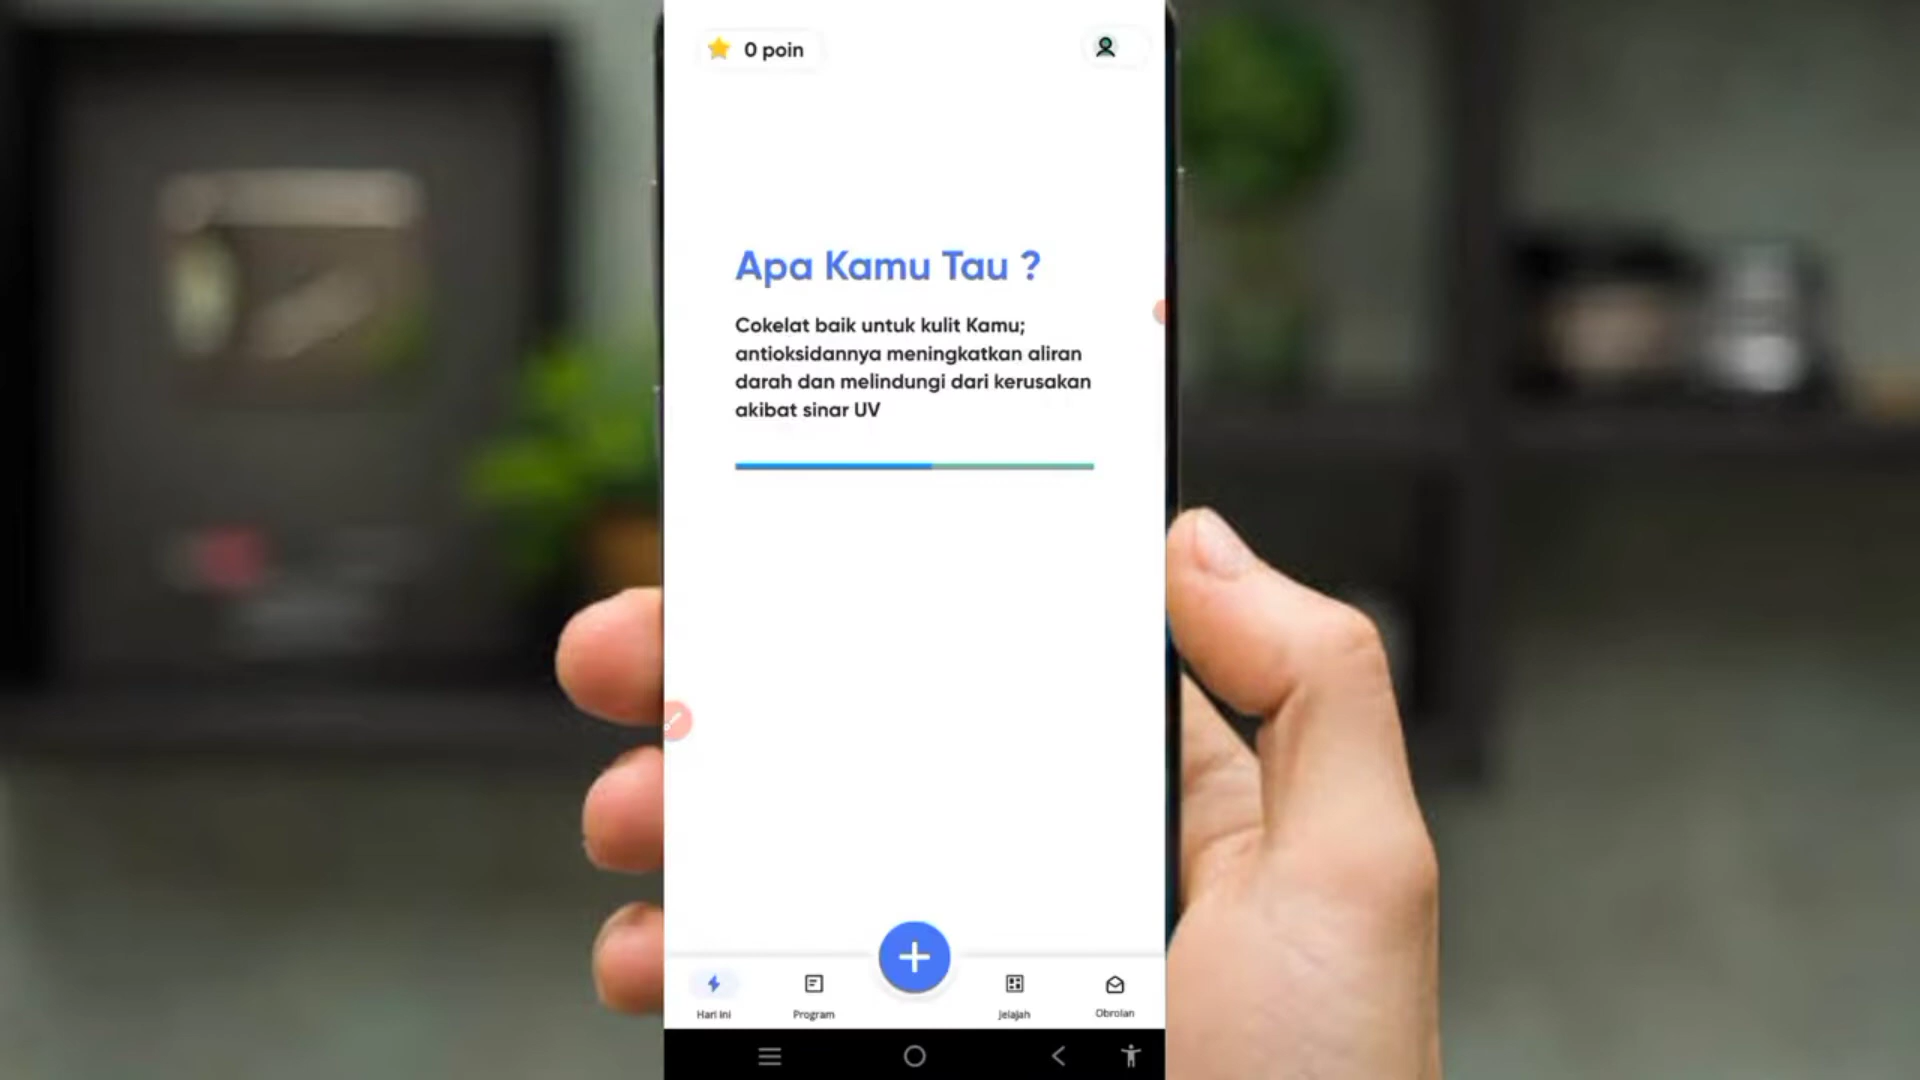 0 poin
Apa Kamu Tau ?
Cokelat baik untuk kulit Kamu;
antioksidannya meningkatkan aliran
darah dan melindungi dari kerusakan
akibat sinar UV
Hari ini
Program
Jelajah
Obrolan